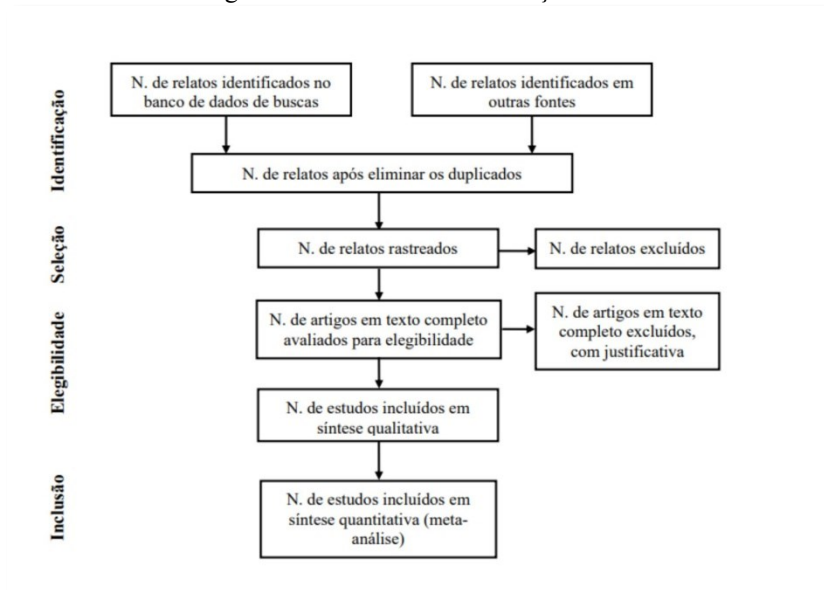 Identificação
N. de relatos identificados no
banco de dados de buscas
N. de relatos identificados em
outras fontes
N. de relatos após eliminar os duplicados
Seleção
N. de relatos rastreados
N. de relatos excluídos
Elegibilidade
N. de artigos em texto completo
avaliados para elegibilidade
N. de artigos em texto
completo excluídos,
com justificativa
N. de estudos incluídos em
síntese qualitativa
Inclusão
N. de estudos incluídos em
síntese quantitativa (meta-
análise)